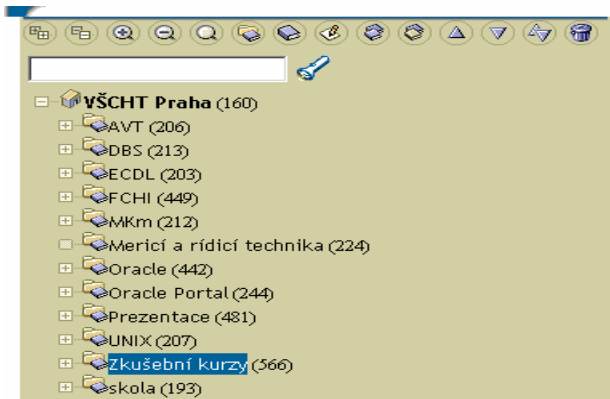 VŠCHT Praha (160)
AVT (206)
DBS (213)
ECDL (203)
FCHI (449)
MKm (212)
Mericí a rídicí technika (224)
Oracle (442)
Oracle Portal (244)
Prezentace (481)
UNIX (207)
Zkušební kurzy (566)
skola (193)